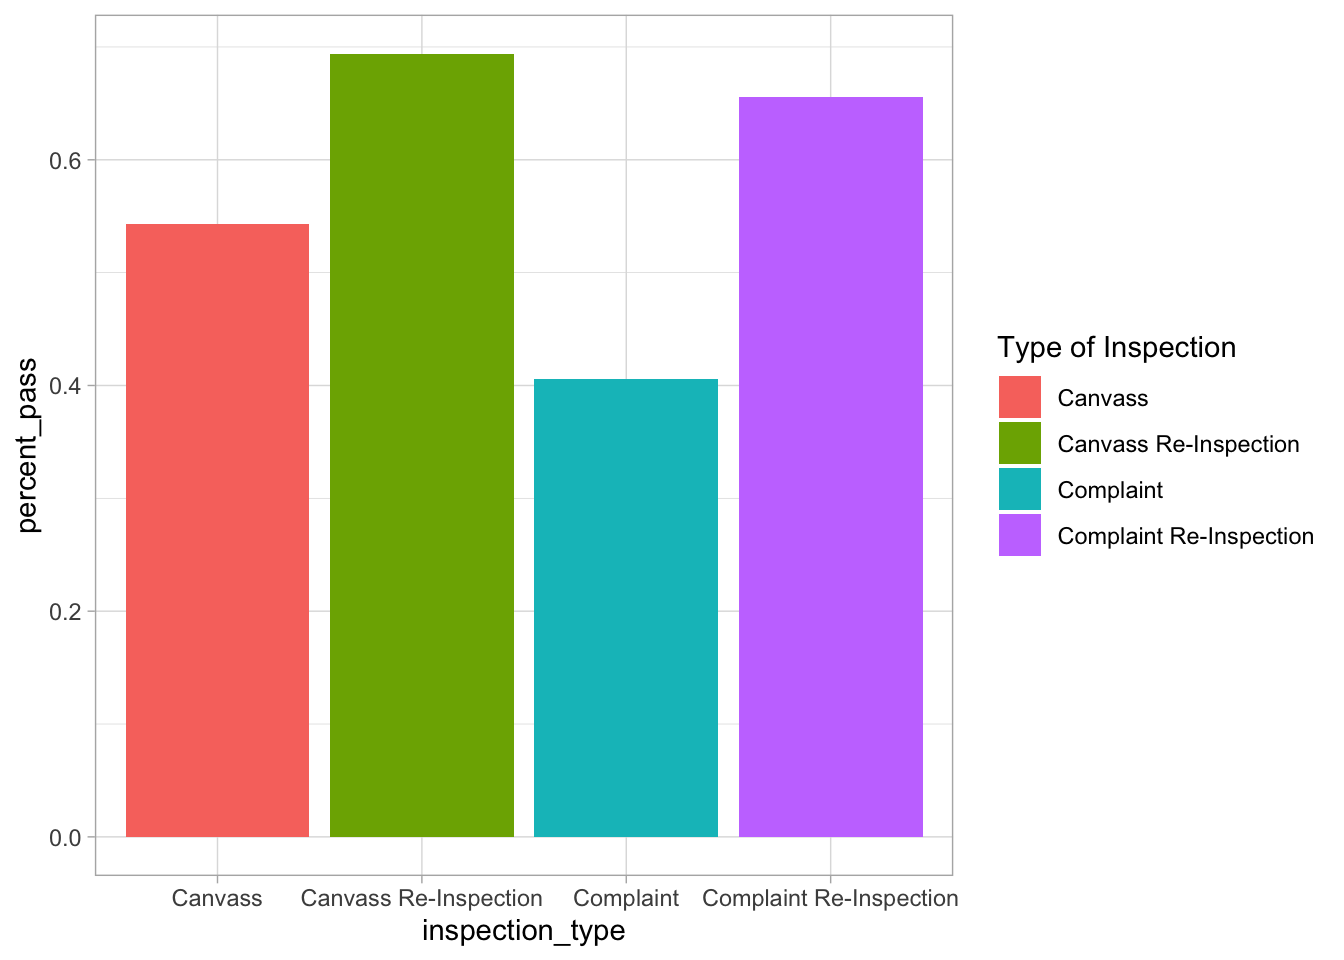 percent_pass
0.6
0.4
0.2
0.0
Canvass Canvass Re-Inspection Complaint Complaint Re-Inspection
inspection_type
Type of Inspection
Canvass
Canvass Re-Inspection
Complaint
Complaint Re-Inspection